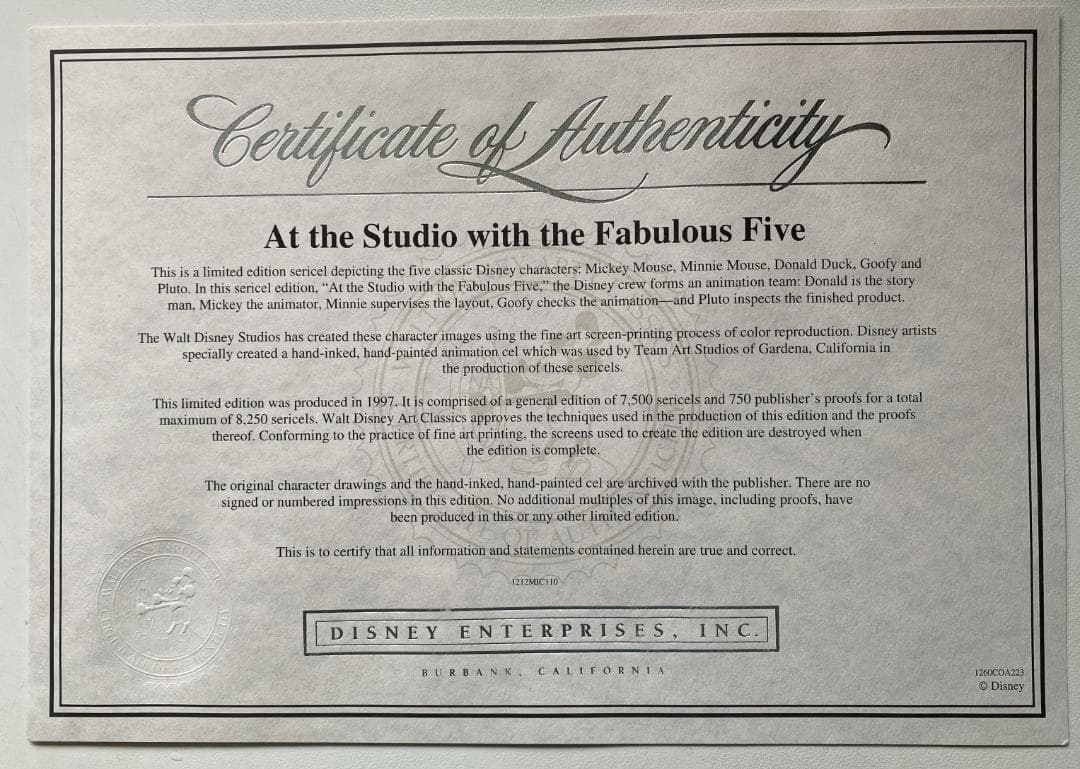 Certificate of Authenticity
At the Studio with the Fabulous Five
This is a limited edition sericel depicting the five classic Disney characters: Mickey Mouse, Minnie Mouse, Donald Duck, Goofy and
Pluto. In this sericel edition, “At the Studio with the Fabulous Five,” the Disney crew forms an animation team: Donald is the story
man, Mickey the animator, Minnie supervises the layout, Goofy checks the animation—and Pluto inspects the finished product.
The Walt Disney Studios has created these character images using the fine art screen-printing process of color reproduction. Disney artists
specially created a hand-inked, hand-painted animation cel which was used by Team Art Studios of Gardena, California in
the production of these sericels.
This limited edition was produced in 1997. It is comprised of a general edition of 7,500 sericels and 750 publisher’s proofs for a total
maximum of 8,250 sericels. Walt Disney Art Classics approves the techniques used in the production of this edition and the proofs
thereof. Conforming to the practice of fine art printing, the screens used to create the edition are destroyed when
the edition is complete.
The original character drawings and the hand-inked, hand-painted cel are archived with the publisher. There are no
signed or numbered impressions in this edition. No additional multiples of this image, including proofs, have
been produced in this or any other limited edition.
This is to certify that all information and statements contained herein are true and correct.
1212MIC110
DISNEY ENTERPRISES, INC.
BURBANK, CALIFORNIA
1260COA223
© Disney